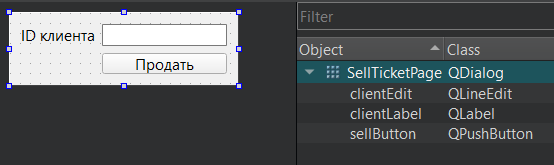 ID клиента
Продать
Filter
Object Class
SellTicketPage QDialog
clientEdit QLineEdit
clientLabel QLabel
sellButton QPushButton